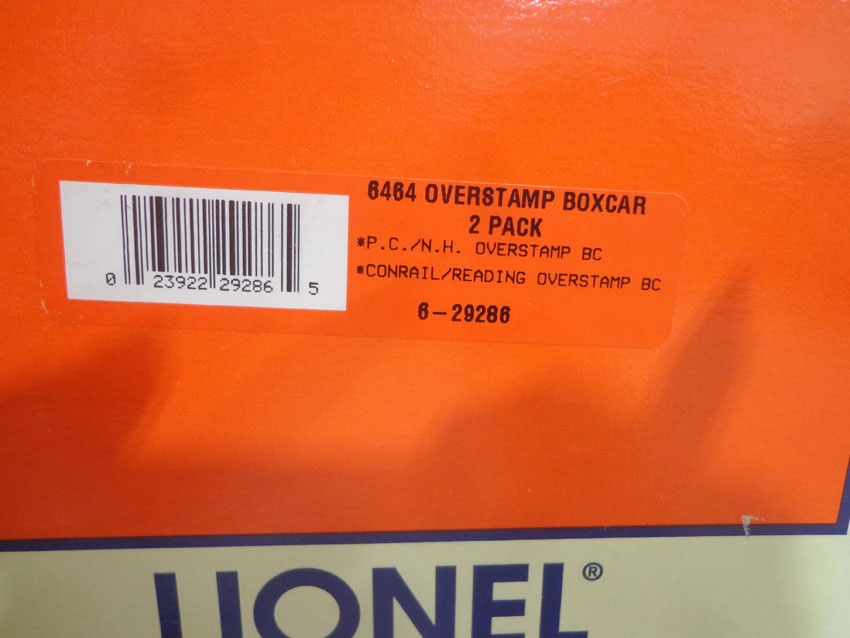 6464 OVERSTAMP BOXCAR
2 PACK
*P.C./N.H. OVERSTAMP BC
*CONRAIL/READING OVERSTAMP BC
6-29286
0 23922 29286 5
LIONEL®